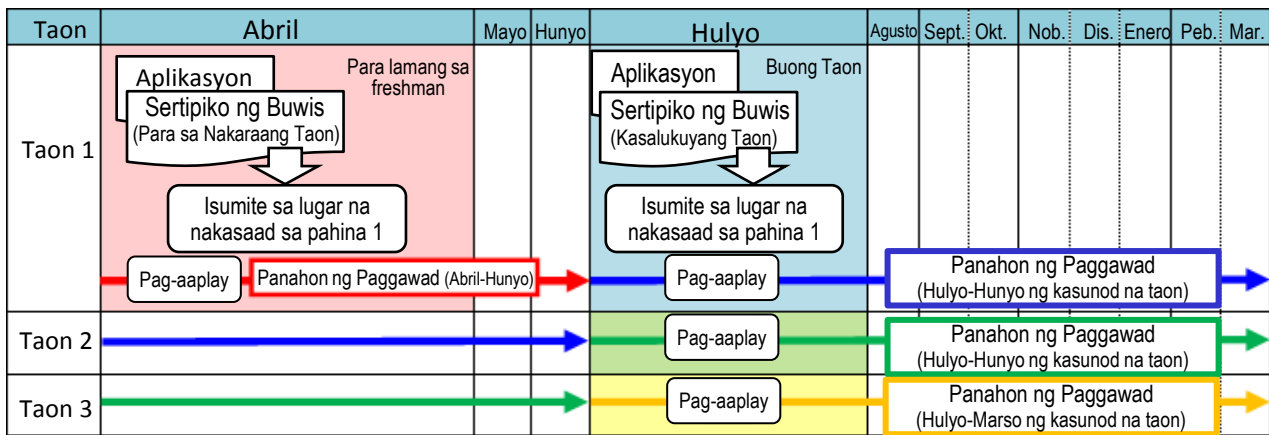 Taon Abril Mayo Hunyo Hulyo Agusto Sept. Okt. Nob. Dis. Enero Peb. Mar.
Taon 1
Aplikasyon
Para lamang sa
freshman
Sertipiko ng Buwis
(Para sa Nakaraang Taon)
Isumite sa lugar na
nakasaad sa pahina 1
Aplikasyon
Buong Taon
Sertipiko ng Buwis
(Kasalukuyang Taon)
Isumite sa lugar na
nakasaad sa pahina 1
Pag-aaplay
Panahon ng Paggawad (Abril-Hunyo)
Pag-aaplay
Panahon ng Paggawad
(Hulyo-Hunyo ng kasunod na taon)
Taon 2
Pag-aaplay
Panahon ng Paggawad
(Hulyo-Hunyo ng kasunod na taon)
Taon 3
Pag-aaplay
Panahon ng Paggawad
(Hulyo-Marso ng kasunod na taon)